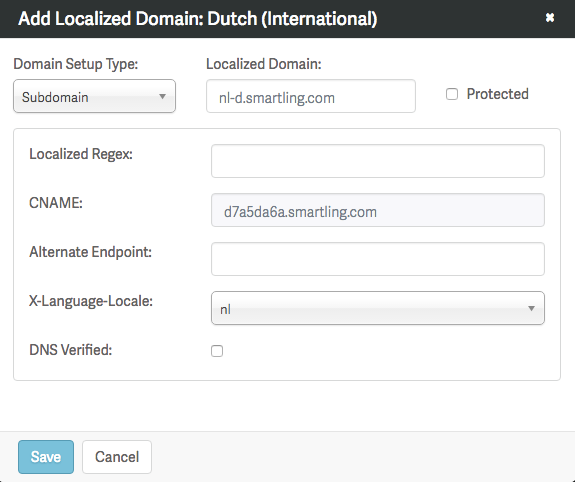 Add Localized Domain: Dutch (International)
Domain Setup Type:
Localized Domain:
Subdomain
nl-d.smartling.com
Protected
Localized Regex:
CNAME:
d7a5da6a.smartling.com
Alternate Endpoint:
X-Language-Locale:
nl
DNS Verified:
Save
Cancel